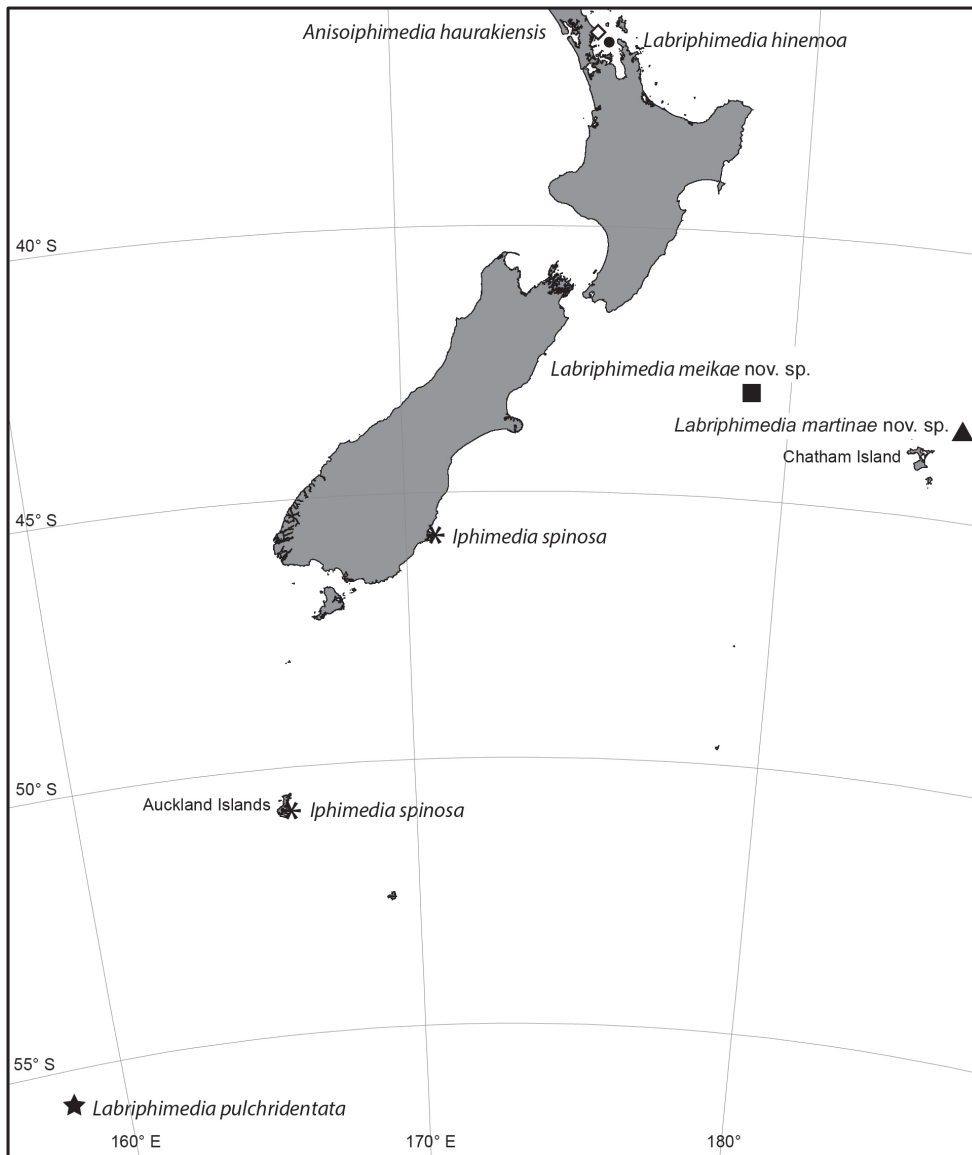 Anisoiphimedia haurakiensis
Labriphimedia hinemoa
40° S
Labriphimedia meikae nov. sp.
Labriphimedia martinae nov. sp.
Chatham Island
45° S
Iphimedia spinosa
50° S
Auckland Islands
Iphimedia spinosa
55° S
Labriphimedia pulchridentata
160° E
170° E
180°